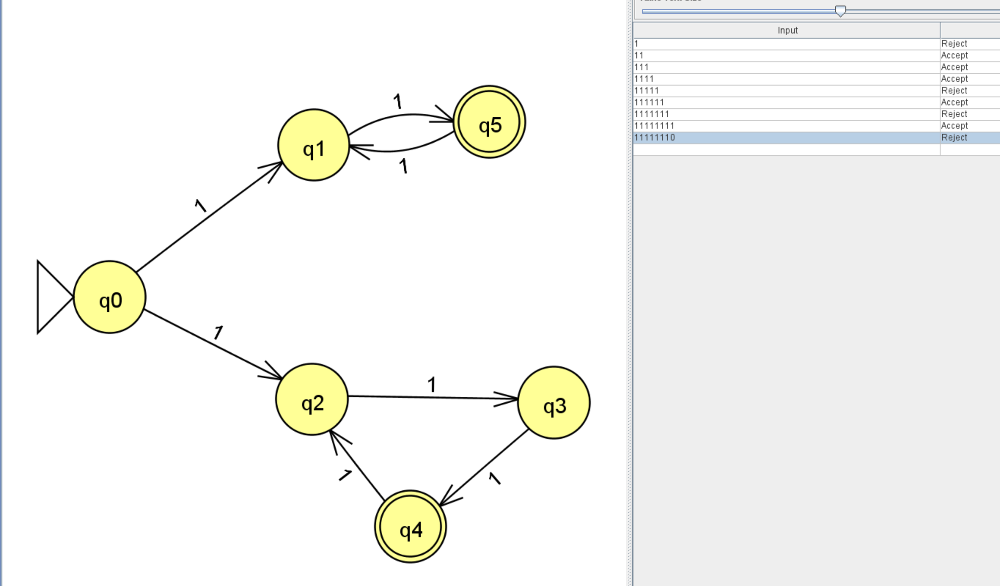 1
q5
q1
1
1
q0
1
q2
1
q3
1
1
q4
Input
1 Reject
11 Accept
111 Accept
1111 Accept
11111 Reject
111111 Accept
1111111 Reject
11111111 Accept
11111110 Reject